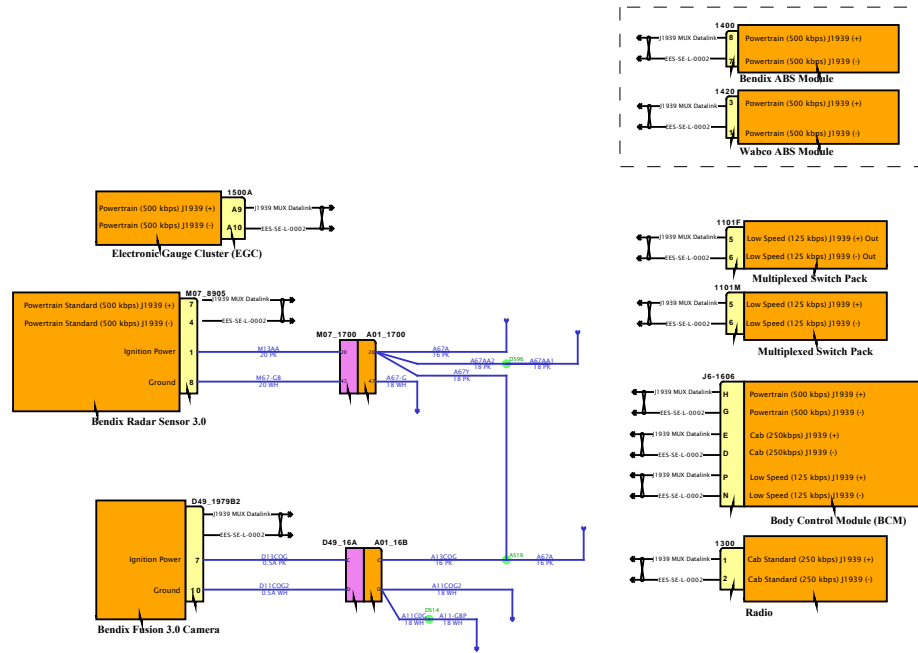 1400
J1939 MUX Datalink
8
Powertrain (500 kbps) J1939 (+)
EES-SE-L-0002
7
Powertrain (500 kbps) J1939 (-)
Bendix ABS Module
1420
J1939 MUX Datalink
3
Powertrain (500 kbps) J1939 (+)
EES-SE-L-0002
1
Powertrain (500 kbps) J1939 (-)
Wabco ABS Module
1500A
Powertrain (500 kbps) J1939 (+)
A9
J1939 MUX Datalink
Powertrain (500 kbps) J1939 (-)
A10
EES-SE-L-0002
Electronic Gauge Cluster (EGC)
1101F
J1939 MUX Datalink
5
Low Speed (125 kbps) J1939 (+) Out
EES-SE-L-0002
6
Low Speed (125 kbps) J1939 (-) Out
Multiplexed Switch Pack
1101M
J1939 MUX Datalink
5
Low Speed (125 kbps) J1939 (+)
EES-SE-L-0002
6
Low Speed (125 kbps) J1939 (-)
Multiplexed Switch Pack
M07_8905
Powertrain Standard (500 kbps) J1939 (+)
7
J1939 MUX Datalink
Powertrain Standard (500 kbps) J1939 (-)
4
EES-SE-L-0002
M07_1700
A01_1700
Ignition Power
1
M13AA
20 PK
28
28
A67A
16 PK
A67AA2
18 PK
DS96
A67AA1
18 PK
A67Y
18 PK
Ground
8
M67-GB
20 WH
47
47
A67-G
18 WH
Bendix Radar Sensor 3.0
J6-1606
H
Powertrain (500 kbps) J1939 (+)
G
Powertrain (500 kbps) J1939 (-)
J1939 MUX Datalink
E
Cab (250kbps) J1939 (+)
EES-SE-L-0002
D
Cab (250kbps) J1939 (-)
J1939 MUX Datalink
P
Low Speed (125 kbps) J1939 (+)
EES-SE-L-0002
N
Low Speed (125 kbps) J1939 (-)
Body Control Module (BCM)
D49_1979B2
J1939 MUX Datalink
EES-SE-L-0002
D49_16A
A01_16B
Ignition Power
7
D13COG
0.5A PK
C
C
A13COG
16 PK
AS19
A67A
16 PK
Ground
10
D11COG2
0.5A WH
D
D
A11COG2
18 WH
A11COG
18 WH
DS14
A11-GBP
18 WH
Bendix Fusion 3.0 Camera
1300
J1939 MUX Datalink
1
Cab Standard (250 kbps) J1939 (+)
EES-SE-L-0002
2
Cab Standard (250 kbps) J1939 (-)
Radio